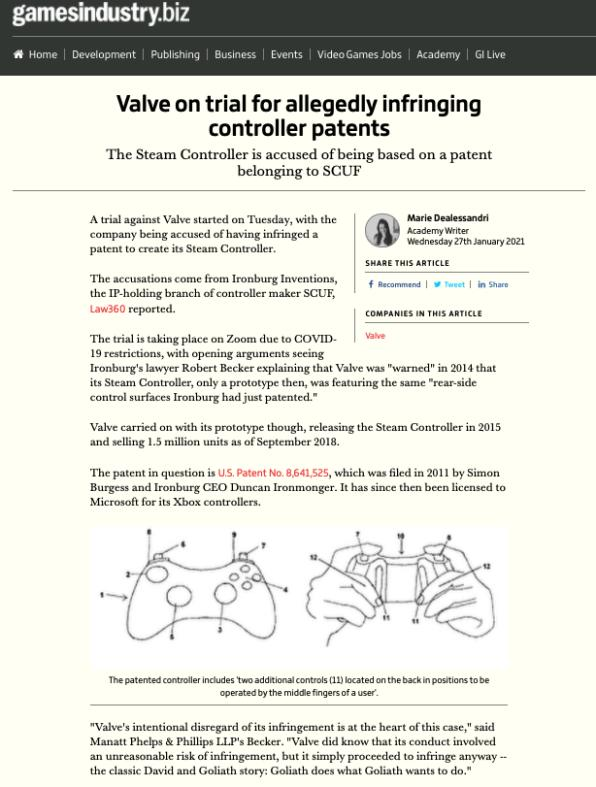 gamesindustry.biz
Home | Development | Publishing | Business | Events | Video Games Jobs | Academy | GI Live
Valve on trial for allegedly infringing
controller patents
The Steam Controller is accused of being based on a patent
belonging to SCUF
A trial against Valve started on Tuesday, with the
company being accused of having infringed a
patent to create its Steam Controller.
The accusations come from Ironburg Inventions,
the IP-holding branch of controller maker SCUF,
Law360 reported.
Marie Dealessandri
Academy Writer
Wednesday 27th January 2021
SHARE THIS ARTICLE
Recommend | Tweet | Share
COMPANIES IN THIS ARTICLE
Valve
The trial is taking place on Zoom due to COVID-
19 restrictions, with opening arguments seeing
Ironburg's lawyer Robert Becker explaining that Valve was "warned" in 2014 that
its Steam Controller, only a prototype then, was featuring the same "rear-side
control surfaces Ironburg had just patented."
Valve carried on with its prototype though, releasing the Steam Controller in 2015
and selling 1.5 million units as of September 2018.
The patent in question is U.S. Patent No. 8,641,525, which was filed in 2011 by Simon
Burgess and Ironburg CEO Duncan Ironmonger. It has since then been licensed to
Microsoft for its Xbox controllers.
8 9 7 10 8
6 7
2 12 12
1 4
5 3 11 11
The patented controller includes 'two additional controls (11) located on the back in positions to be
operated by the middle fingers of a user'.
"Valve's intentional disregard of its infringement is at the heart of this case," said
Manatt Phelps & Phillips LLP's Becker. "Valve did know that its conduct involved
an unreasonable risk of infringement, but it simply proceeded to infringe anyway --
the classic David and Goliath story: Goliath does what Goliath wants to do."